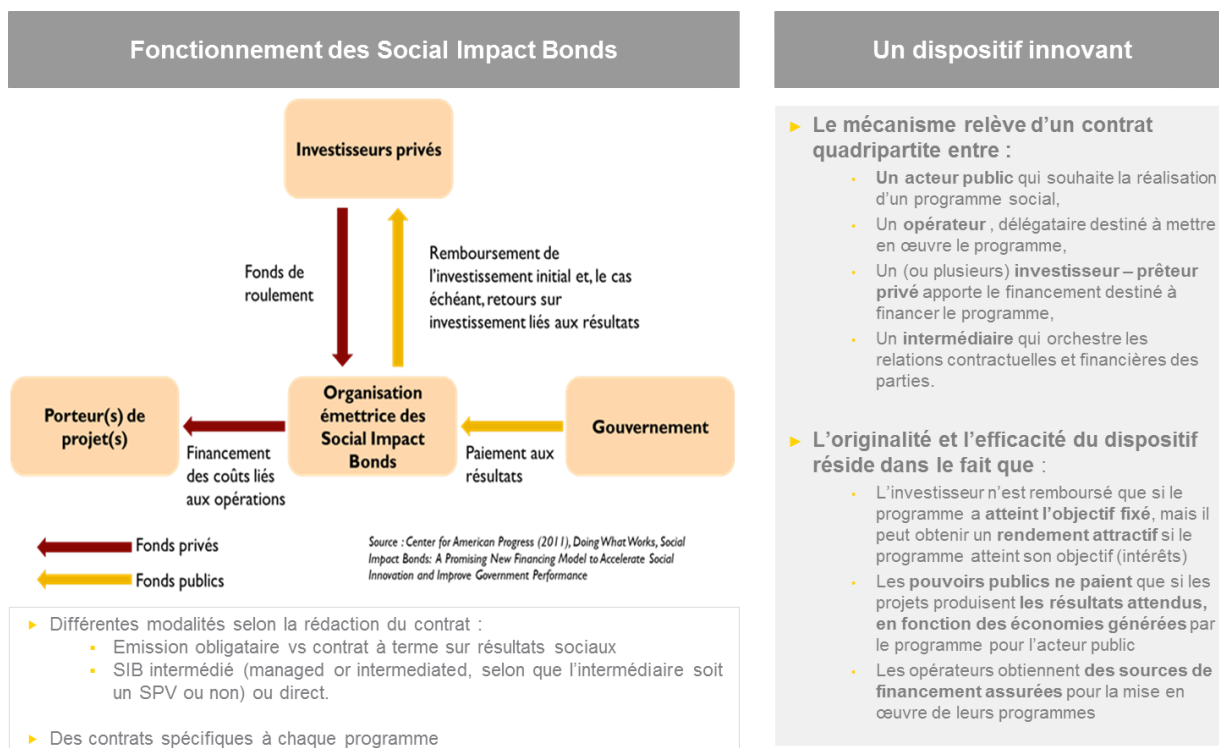 Fonctionnement des Social Impact Bonds
Investisseurs privés
Fonds de
roulement
Remboursement de
l'investissement initial et, le cas
échéant, retours sur
investissement liés aux résultats
Porteur(s) de
projet(s)
Organisation
émettrice des
Social Impact
Bonds
Gouvernement
Financement
des coûts liés
aux opérations
Paiement aux
résultats
Fonds privés
Fonds publics
Source : Center for American Progress (2011), Doing What Works, Social
Impact Bonds: A Promising New Financing Model to Accelerate Social
Innovation and Improve Government Performance
► Différentes modalités selon la rédaction du contrat :
▪ Emission obligataire vs contrat à terme sur résultats sociaux
▪ SIB intermédié (managed or intermediated, selon que l'intermédiaire soit
un SPV ou non) ou direct.
► Des contrats spécifiques à chaque programme
Un dispositif innovant
► Le mécanisme relève d'un contrat
quadripartite entre :
• Un acteur public qui souhaite la réalisation
d'un programme social,
• Un opérateur , délégataire destiné à mettre
en œuvre le programme,
• Un (ou plusieurs) investisseur – prêteur
privé apporte le financement destiné à
financer le programme,
• Un intermédiaire qui orchestre les
relations contractuelles et financières des
parties.
► L'originalité et l'efficacité du dispositif
réside dans le fait que :
• L'investisseur n'est remboursé que si le
programme a atteint l'objectif fixé, mais il
peut obtenir un rendement attractif si le
programme atteint son objectif (intérêts)
• Les pouvoirs publics ne paient que si les
projets produisent les résultats attendus,
en fonction des économies générées par
le programme pour l'acteur public
• Les opérateurs obtiennent des sources de
financement assurées pour la mise en
œuvre de leurs programmes